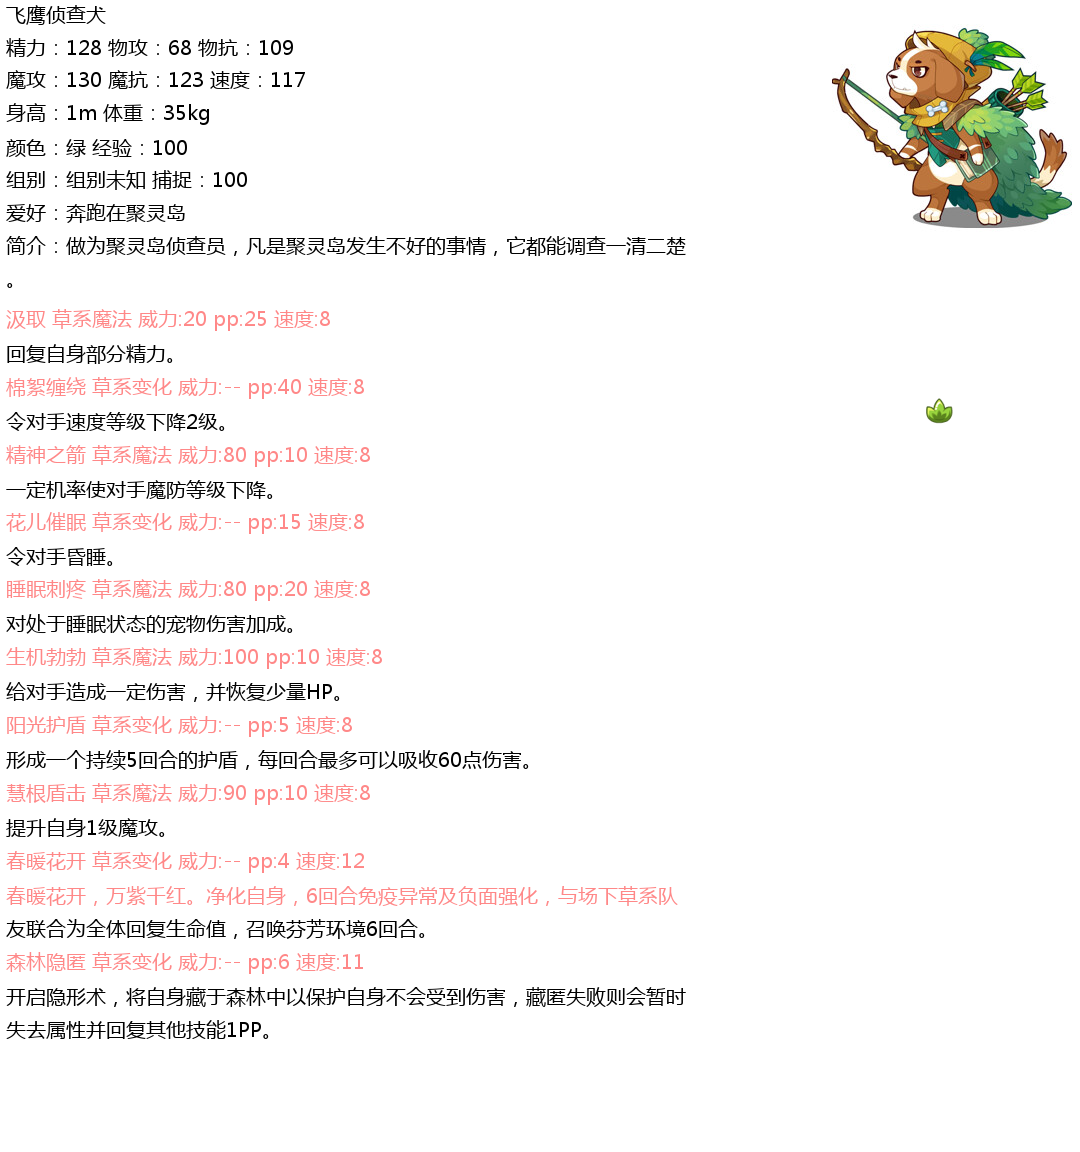 飞鹰侦查犬
精力：128 物攻：68 物抗：109
魔攻：130 魔抗：123 速度：117
身高：1m 体重：35kg
颜色：绿 经验：100
组别：组别未知 捕捉：100
爱好：奔跑在聚灵岛
简介：做为聚灵岛侦查员，凡是聚灵岛发生不好的事情，它都能调查一清二楚
。
汲取 草系魔法 威力:20 pp:25 速度:8
回复自身部分精力。
棉絮缠绕 草系变化 威力:-- pp:40 速度:8
令对手速度等级下降2级。
精神之箭 草系魔法 威力:80 pp:10 速度:8
一定机率使对手魔防等级下降。
花儿催眠 草系变化 威力:-- pp:15 速度:8
令对手昏睡。
睡眠刺疼 草系魔法 威力:80 pp:20 速度:8
对处于睡眠状态的宠物伤害加成。
生机勃勃 草系魔法 威力:100 pp:10 速度:8
给对手造成一定伤害，并恢复少量HP。
阳光护盾 草系变化 威力:-- pp:5 速度:8
形成一个持续5回合的护盾，每回合最多可以吸收60点伤害。
慧根盾击 草系魔法 威力:90 pp:10 速度:8
提升自身1级魔攻。
春暖花开 草系变化 威力:-- pp:4 速度:12
春暖花开，万紫千红。净化自身，6回合免疫异常及负面强化，与场下草系队
友联合为全体回复生命值，召唤芬芳环境6回合。
森林隐匿 草系变化 威力:-- pp:6 速度:11
开启隐形术，将自身藏于森林中以保护自身不会受到伤害，藏匿失败则会暂时
失去属性并回复其他技能1PP。